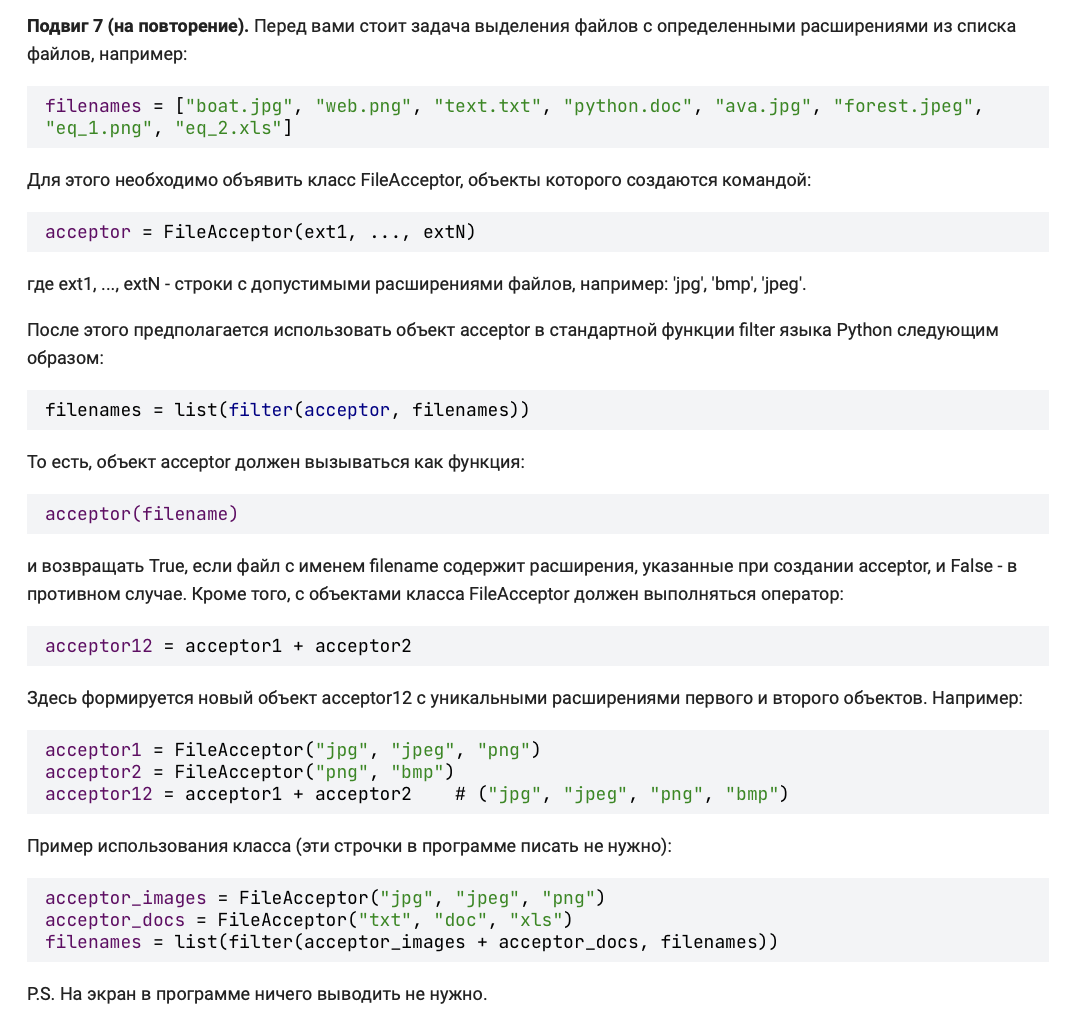 Подвиг 7 (на повторение). Перед вами стоит задача выделения файлов с определенными расширениями из списка
файлов, например:
filenames = ["boat.jpg", "web.png", "text.txt", "python.doc", "ava.jpg", "forest.jpeg",
"eq_1.png", "eq_2.xls"]
Для этого необходимо объявить класс FileAcceptor, объекты которого создаются командой:
acceptor = FileAcceptor(ext1, ..., extN)
где ext1, ..., extN - строки с допустимыми расширениями файлов, например: 'jpg', 'bmp', 'jpeg'.
После этого предполагается использовать объект acceptor в стандартной функции filter языка Python следующим
образом:
filenames = list(filter(acceptor, filenames))
То есть, объект acceptor должен вызываться как функция:
acceptor(filename)
и возвращать True, если файл с именем filename содержит расширения, указанные при создании acceptor, и False - в
противном случае. Кроме того, с объектами класса FileAcceptor должен выполняться оператор:
acceptor12 = acceptor1 + acceptor2
Здесь формируется новый объект acceptor12 с уникальными расширениями первого и второго объектов. Например:
acceptor1 = FileAcceptor("jpg", "jpeg", "png")
acceptor2 = FileAcceptor("png", "bmp")
acceptor12 = acceptor1 + acceptor2    # ("jpg", "jpeg", "png", "bmp")
Пример использования класса (эти строчки в программе писать не нужно):
acceptor_images = FileAcceptor("jpg", "jpeg", "png")
acceptor_docs = FileAcceptor("txt", "doc", "xls")
filenames = list(filter(acceptor_images + acceptor_docs, filenames))
P.S. На экран в программе ничего выводить не нужно.